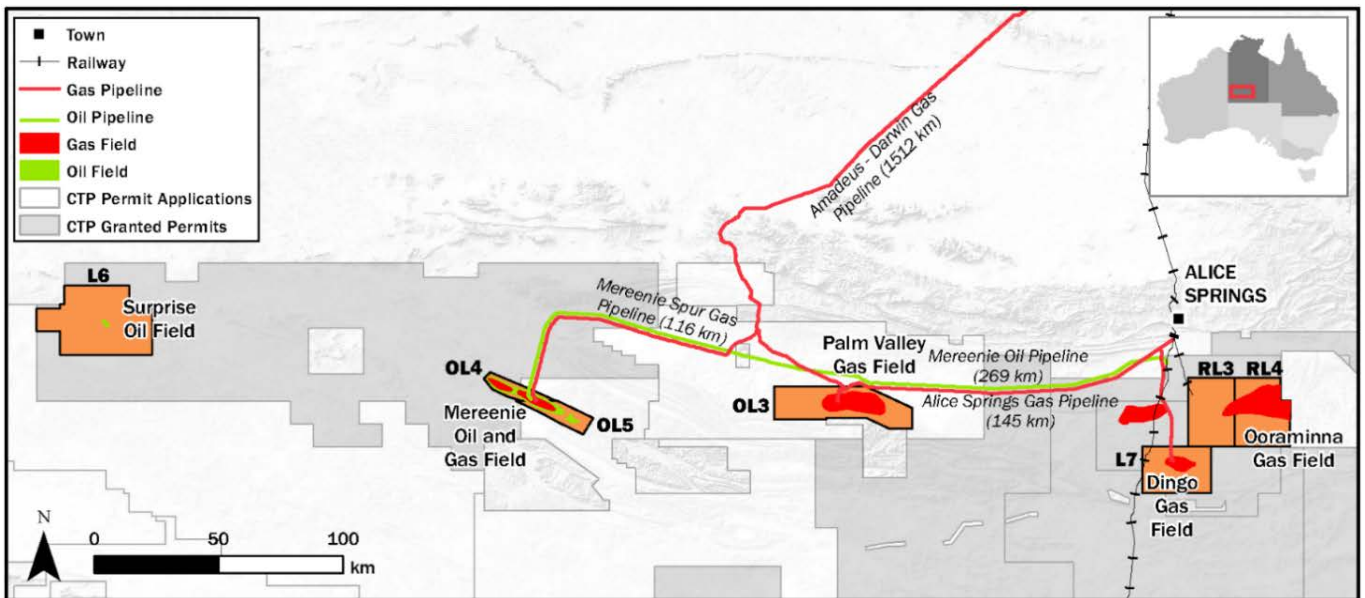 Town
Railway
Gas Pipeline
Oil Pipeline
Gas Field
Oil Field
CTP Permit Applications
CTP Granted Permits
Amadeus - Darwin Gas
Pipeline (1512 km)
L6
Surprise
Oil Field
Mereenie Spur Gas
Pipeline (116 km)
ALICE
SPRINGS
Palm Valley
Gas Field
Mereenie Oil Pipeline
(269 km)
OL4
OL5
Mereenie
Oil and
Gas Field
OL3
Alice Springs Gas Pipeline
(145 km)
RL3
RL4
Ooraminna
Gas Field
L7
Dingo
Gas
Field
N
0 50 100
km